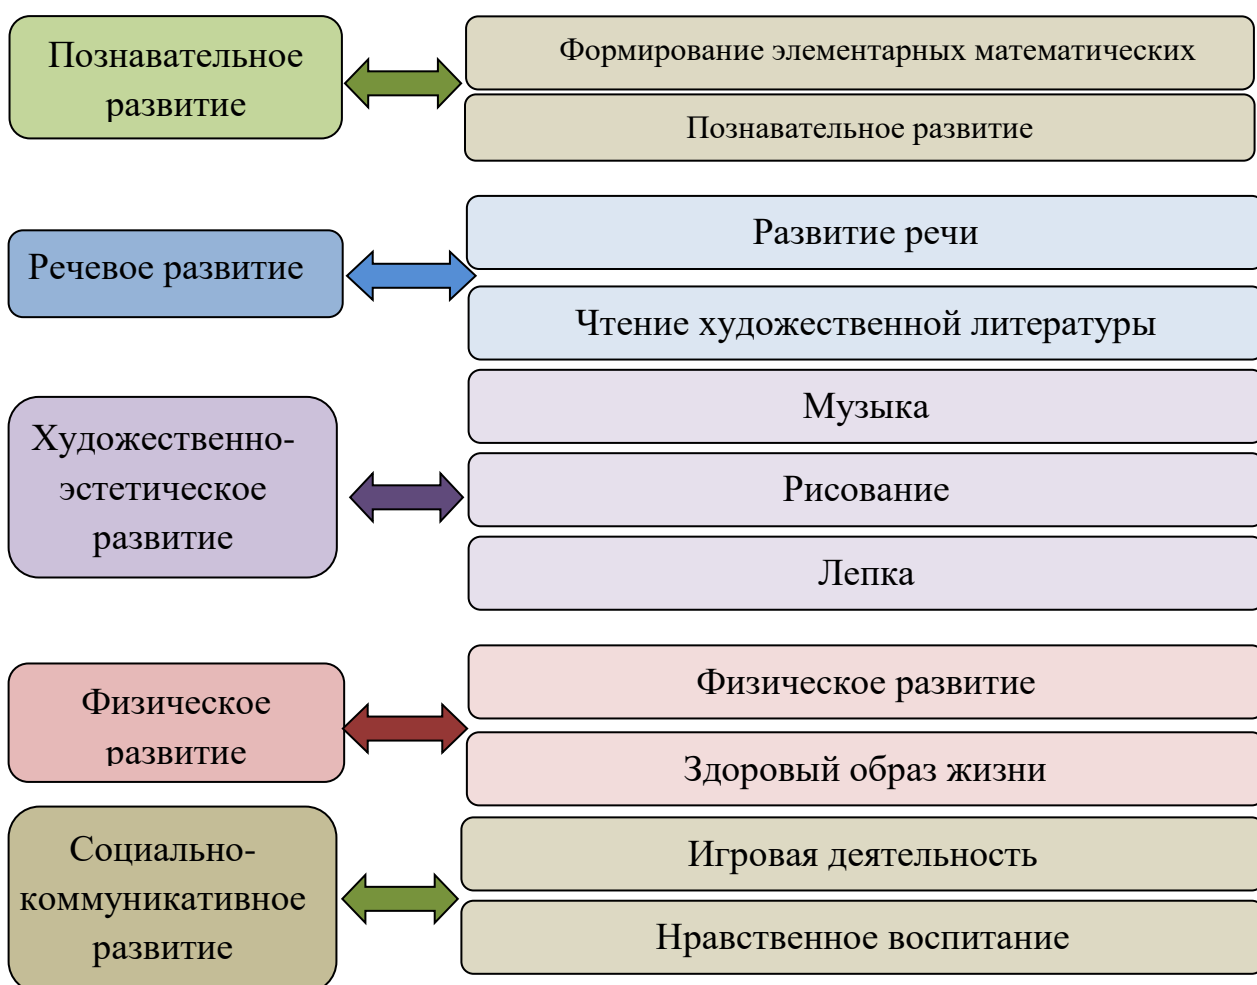 Познавательное
развитие
Формирование элементарных математических
Познавательное развитие
Речевое развитие
Развитие речи
Чтение художественной литературы
Художественно-
эстетическое
развитие
Музыка
Рисование
Лепка
Физическое
развитие
Физическое развитие
Здоровый образ жизни
Социально-
коммуникативное
развитие
Игровая деятельность
Нравственное воспитание